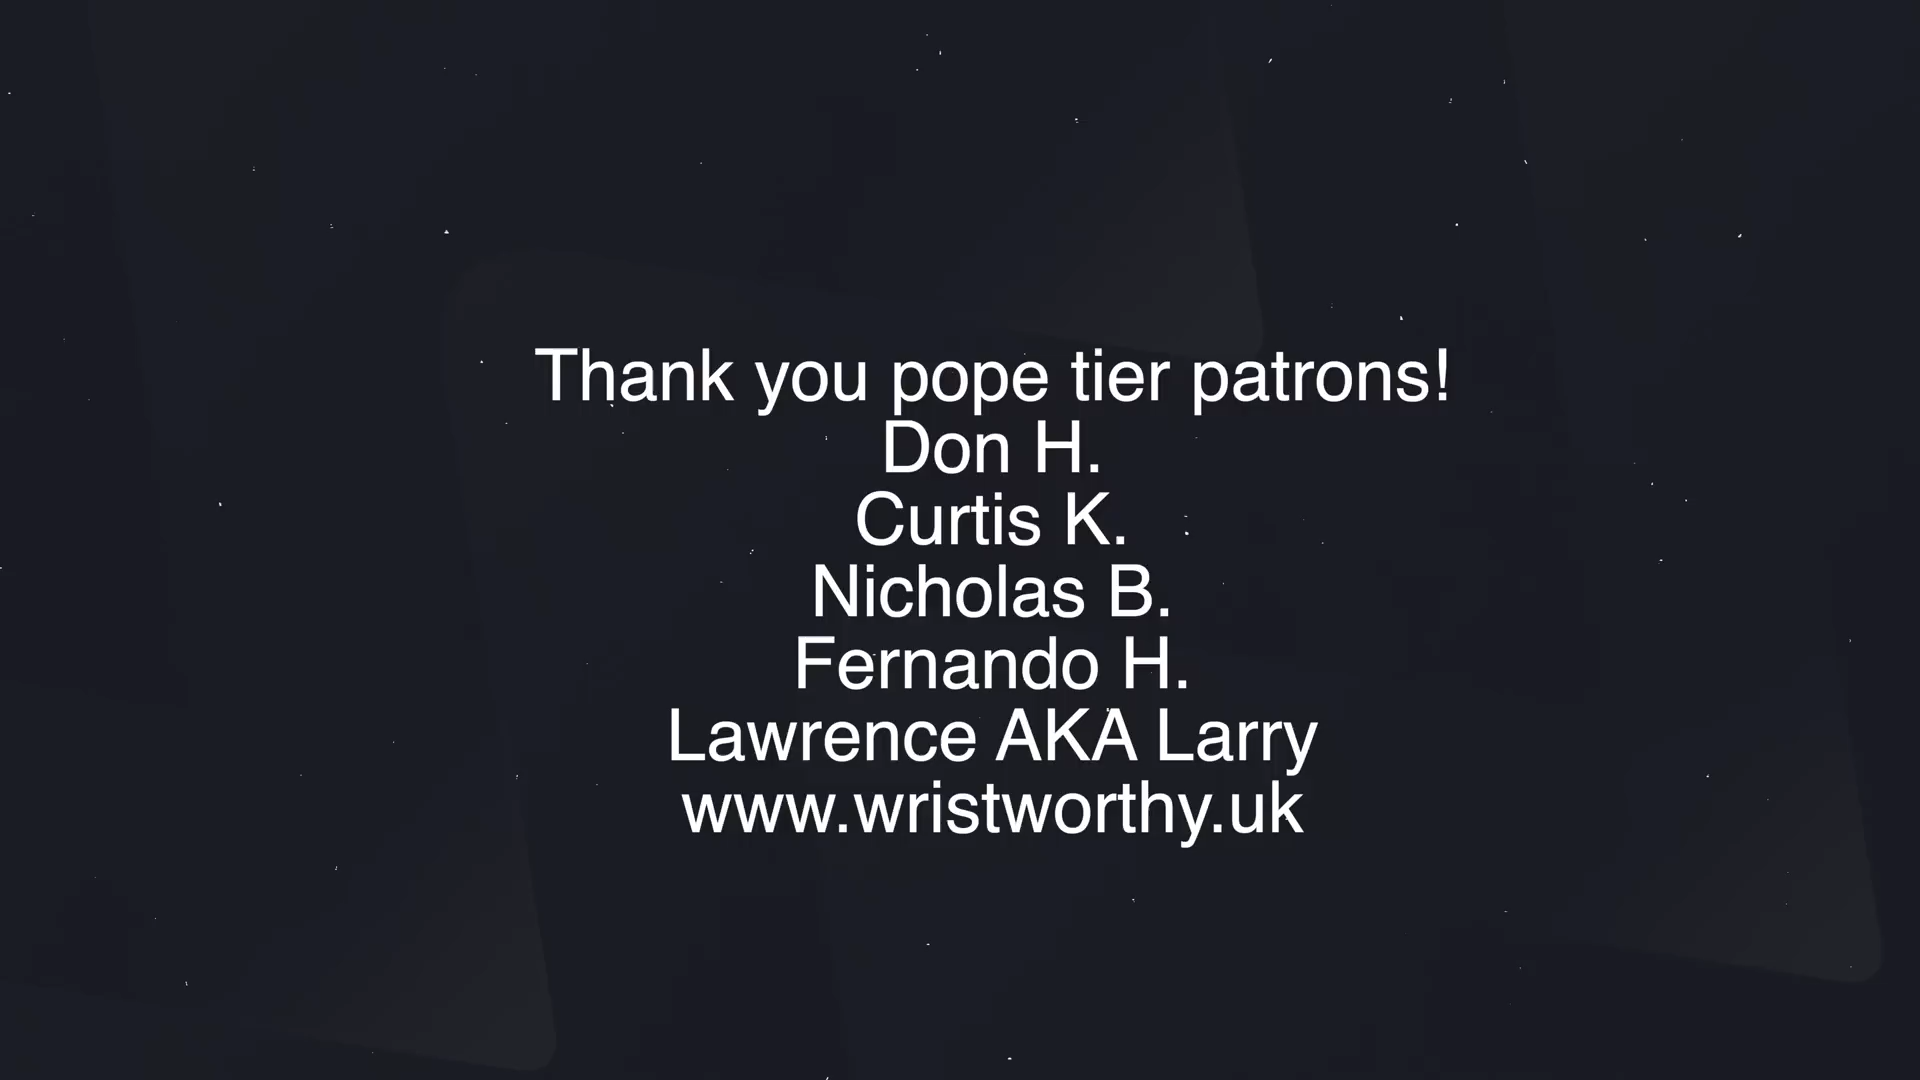 Thank you pope tier patrons!
Don H.
Curtis K.
Nicholas B.
Fernando H.
Lawrence AKA Larry
www.wristworthy.uk